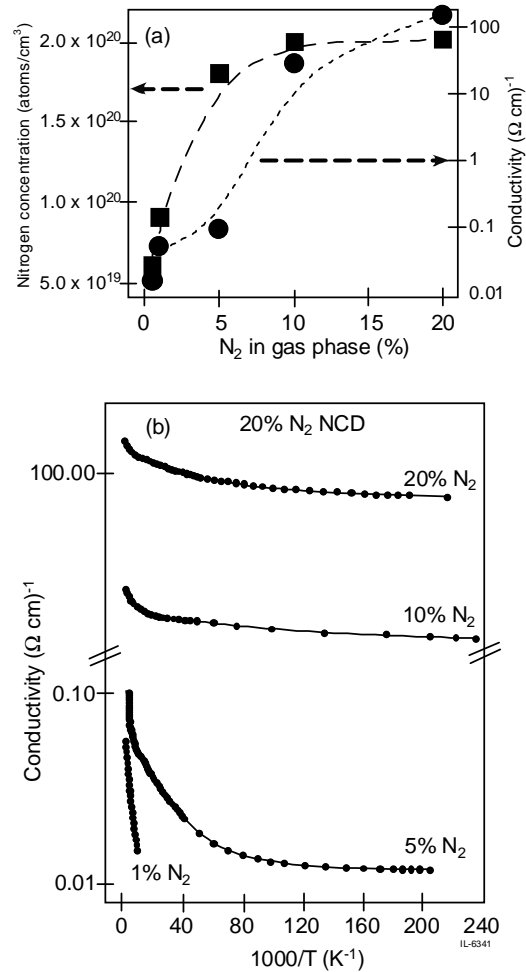 (a)
Nitrogen concentration (atoms/cm³)
2.0 x 10²⁰
1.5 x 10²⁰
1.0 x 10²⁰
5.0 x 10¹⁹
100
10
1
0.1
0.01
Conductivity (Ω cm)⁻¹
0 5 10 15 20
N₂ in gas phase (%)
(b) 20% N₂ NCD
100.00
20% N₂
10% N₂
Conductivity (Ω cm)⁻¹
0.10
5% N₂
1% N₂
0.01
0 40 80 120 160 200 240
IL-6341
1000/T (K⁻¹)